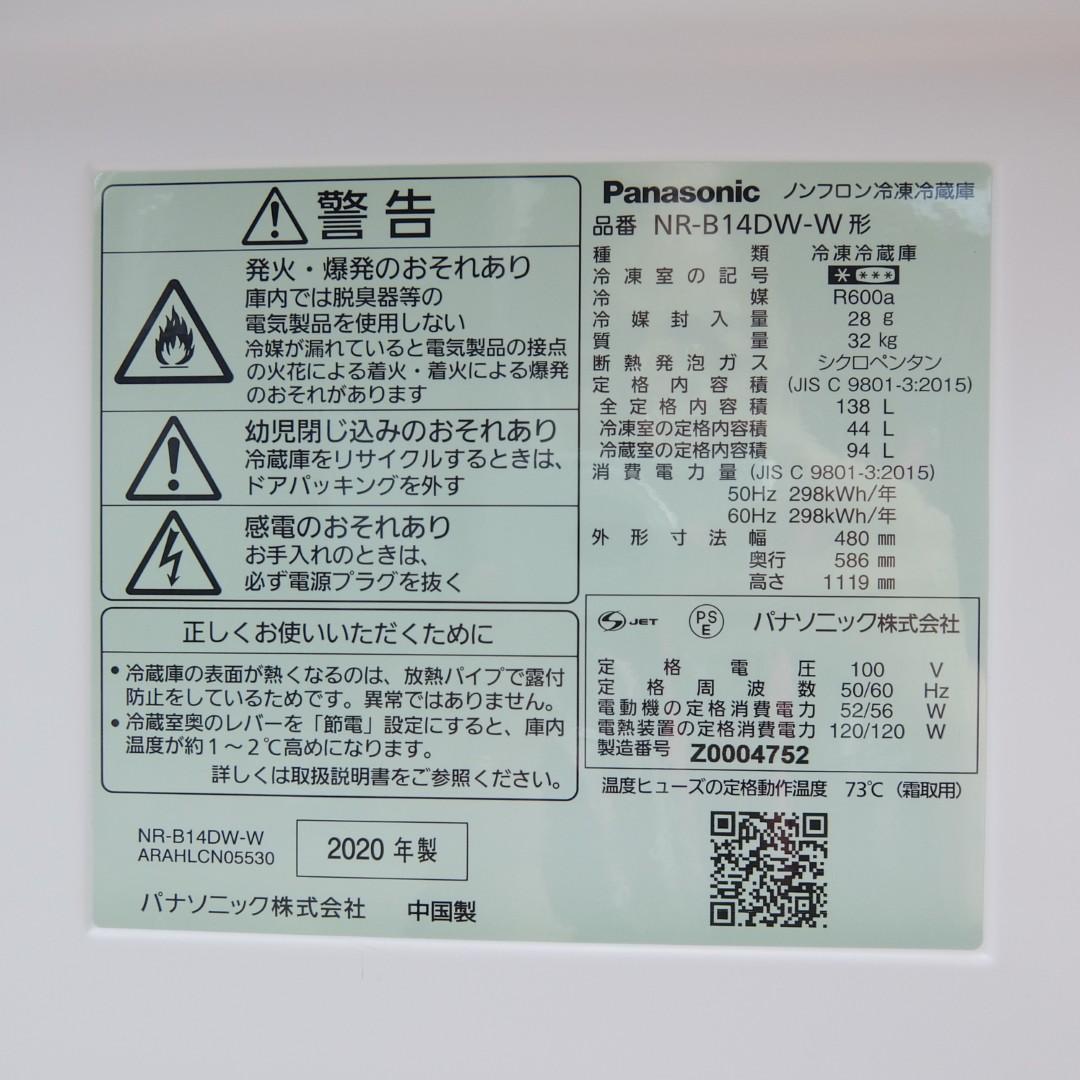 警告
発火・爆発のおそれあり
庫内では脱臭器等の
電気製品を使用しない
冷媒が漏れていると電気製品の接点
の火花による着火・着火による爆発
のおそれがあります
幼児閉じ込みのおそれあり
冷蔵庫をリサイクルするときは、
ドアパッキングを外す
感電のおそれあり
お手入れのときは、
必ず電源プラグを抜く
正しくお使いいただくために
• 冷蔵庫の表面が熱くなるのは、放熱パイプで露付
防止をしているためです。異常ではありません。
• 冷蔵室奥のレバーを「節電」設定にすると、庫内
温度が約1～2℃高めになります。
詳しくは取扱説明書をご参照ください。
NR-B14DW-W
ARAHLCN05530
2020 年製
パナソニック株式会社 中国製
Panasonic ノンフロン冷凍冷蔵庫
品番 NR-B14DW-W 形
種類 冷凍冷蔵庫
冷凍室の記号 * ***
冷媒 R600a
冷媒封入量 28 g
質量 32 kg
断熱発泡ガス シクロペンタン
定格内容積 (JIS C 9801-3:2015)
全定格内容積 138 L
冷凍室の定格内容積 44 L
冷蔵室の定格内容積 94 L
消費電力量 (JIS C 9801-3:2015)
50Hz 298kWh/年
60Hz 298kWh/年
外形寸法 幅 480 mm
奥行 586 mm
高さ 1119 mm
S JET PS E パナソニック株式会社
定格電圧 100 V
定格周波数 50/60 Hz
電動機の定格消費電力 52/56 W
電熱装置の定格消費電力 120/120 W
製造番号 Z0004752
温度ヒューズの定格動作温度 73℃ (霜取用)